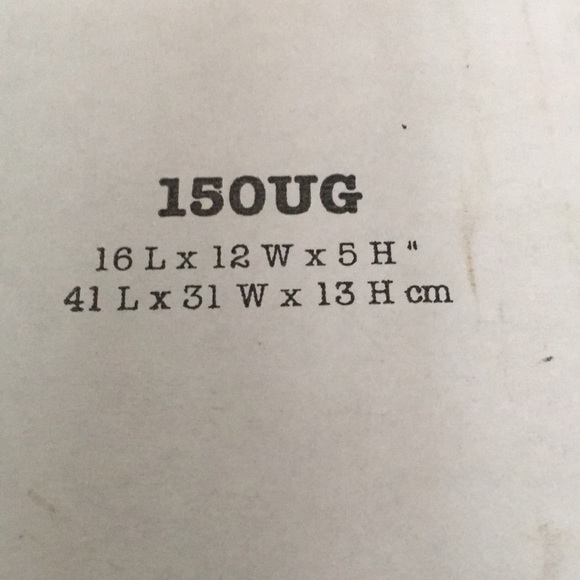 150UG
16 L x 12 W x 5 H "
41 L x 31 W x 13 H cm